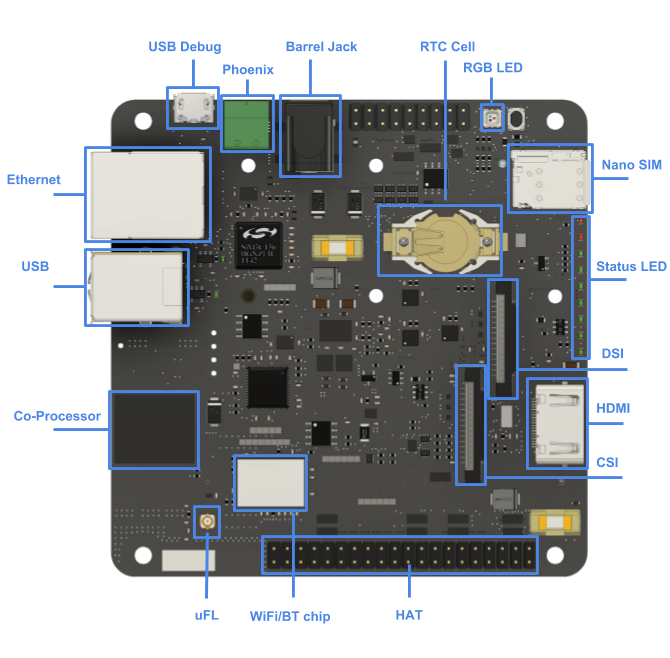 USB Debug
Barrel Jack
RTC Cell
Phoenix
RGB LED
Ethernet
Nano SIM
USB
Status LED
DSI
Co-Processor
HDMI
CSI
uFL
WiFi/BT chip
HAT